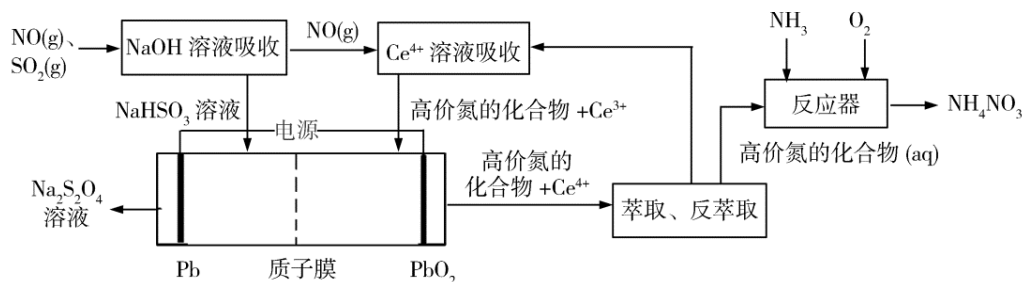 NO(g)、
SO₂(g)
NaOH 溶液吸收
NO(g)
Ce⁴⁺ 溶液吸收
NH₃
O₂
反应器
NH₄NO₃
NaHSO₃ 溶液
高价氮的化合物 +Ce³⁺
高价氮的化合物 (aq)
电源
高价氮的
化合物 +Ce⁴⁺
Na₂S₂O₄
溶液
萃取、反萃取
Pb
质子膜
PbO₂